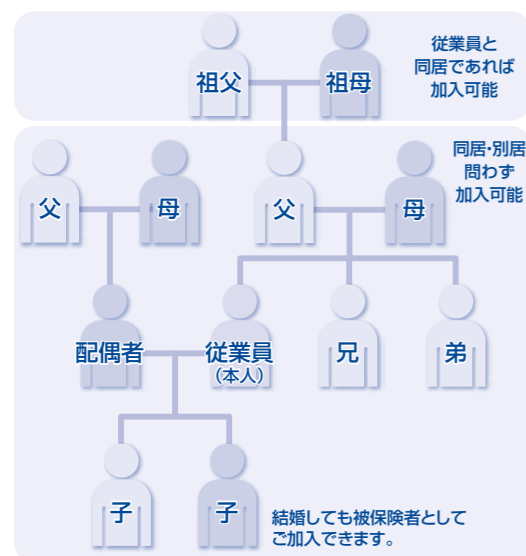 従業員と
同居であれば
加入可能
祖父 祖母
同居・別居
問わず
加入可能
父 母 父 母
配偶者 従業員 兄 弟
(本人)
子 子
結婚しても被保険者として
ご加入できます。